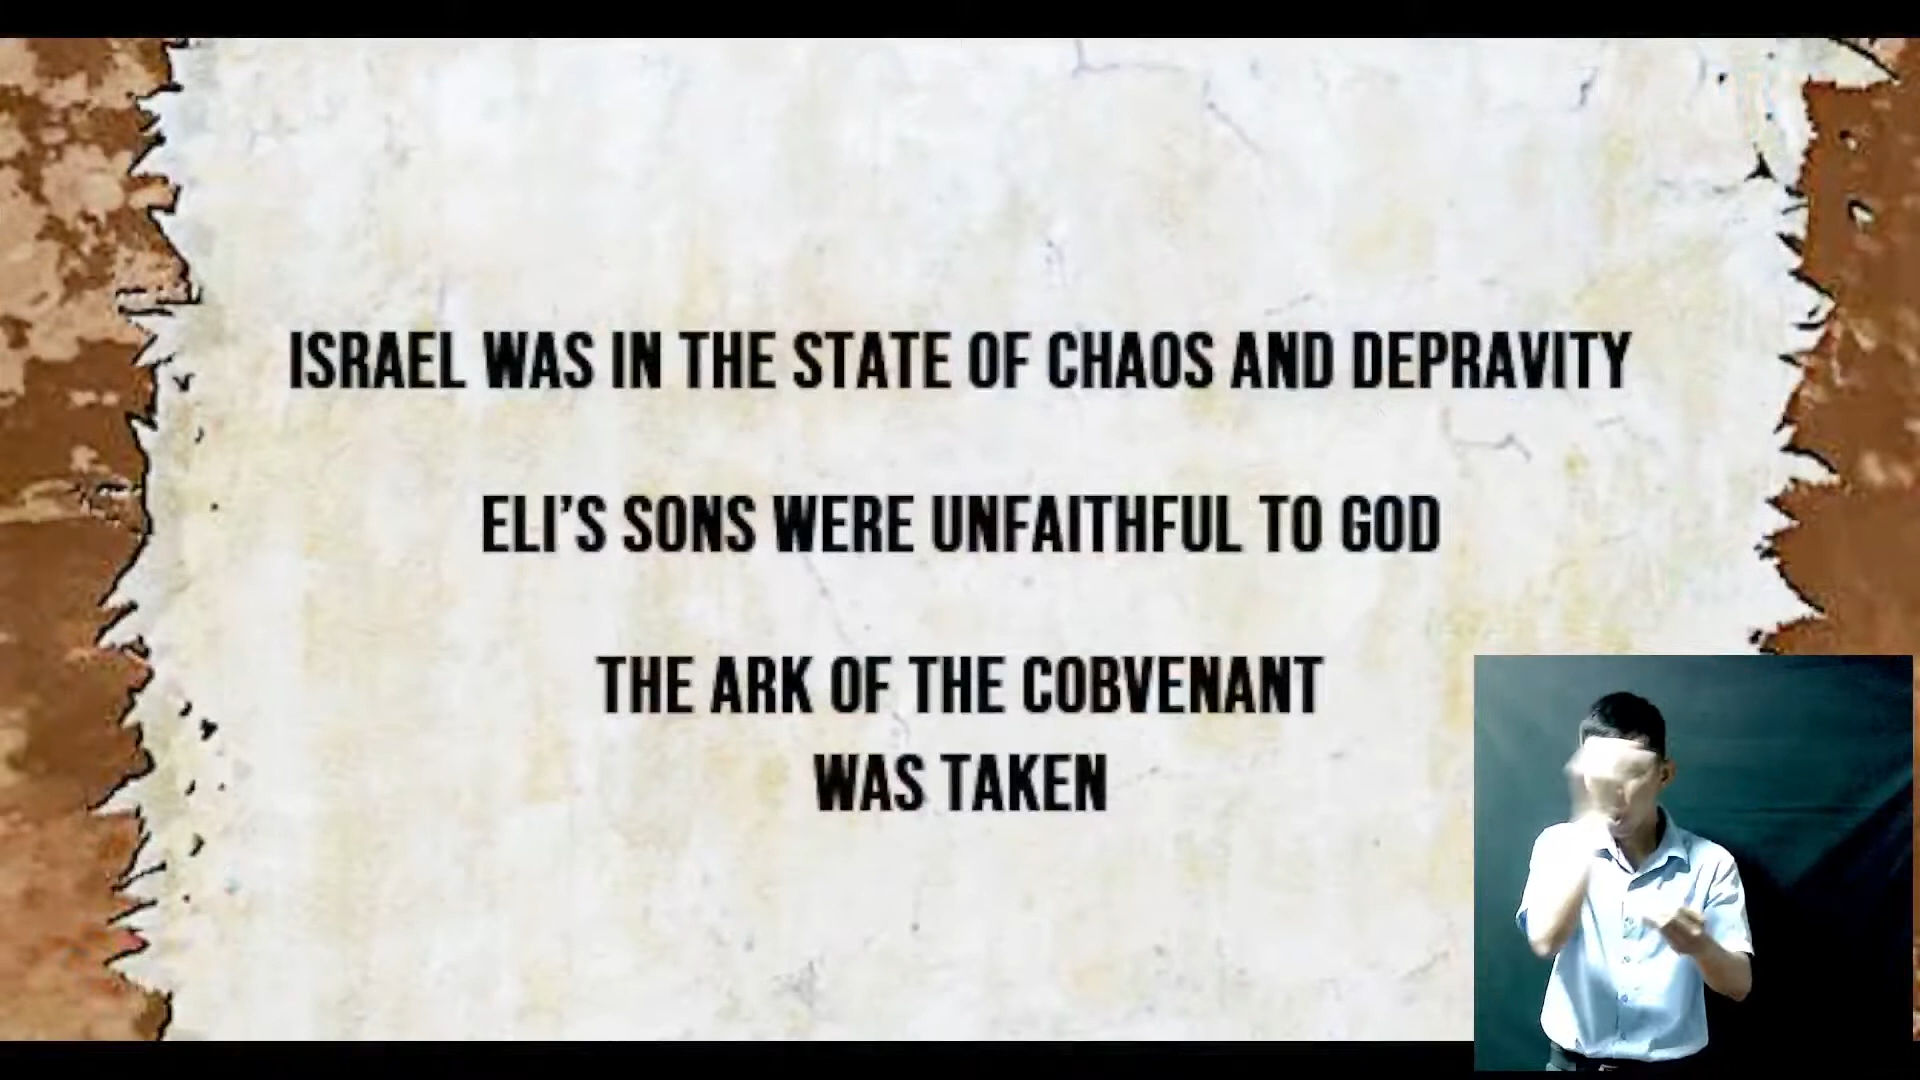 ISRAEL WAS IN THE STATE OF CHAOS AND DEPRAVITY
ELI'S SONS WERE UNFAITHFUL TO GOD
THE ARK OF THE COBVENANT
WAS TAKEN